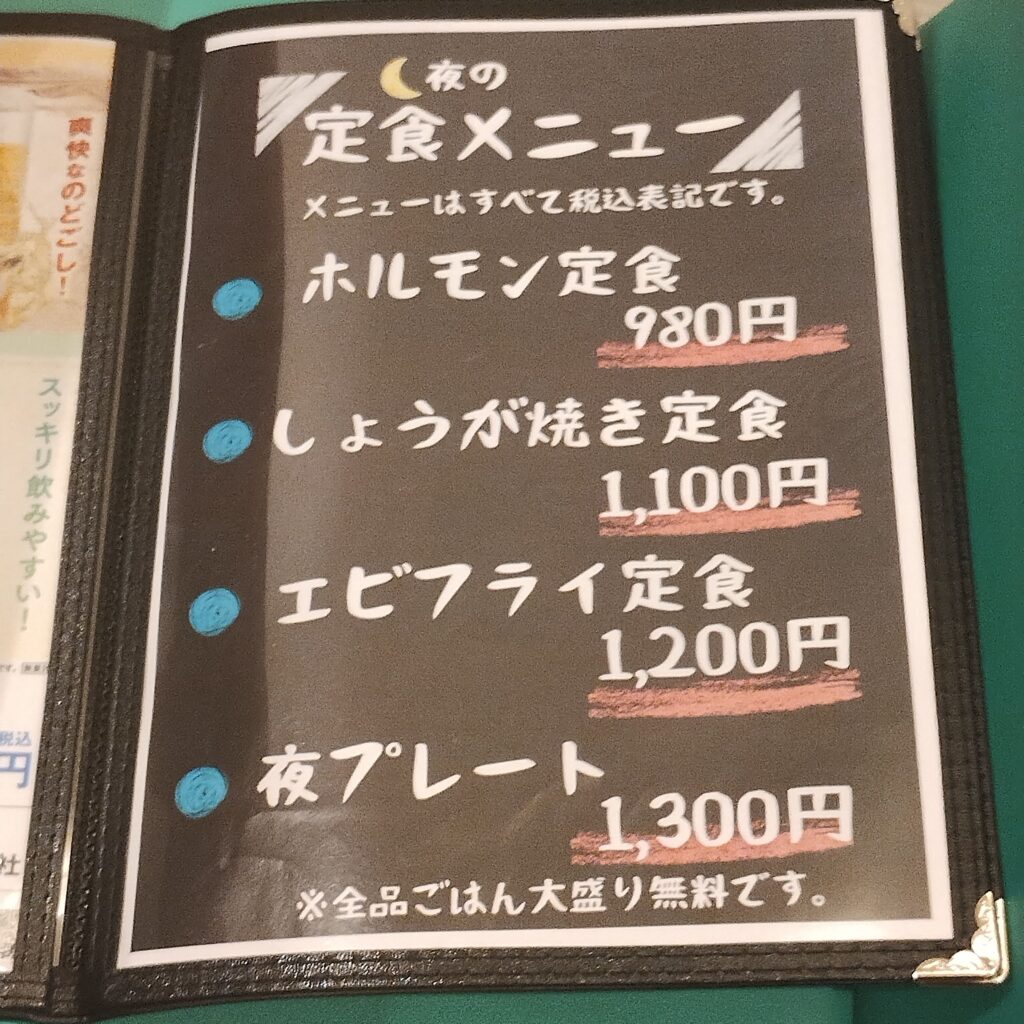 爽快なのどごし！
スッキリ飲みやすい！
です。
税込
円
社
夜の
定食メニュー
メニューはすべて税込表記です。
ホルモン定食
980円
しょうが焼き定食
1,100円
エビフライ定食
1,200円
夜プレート
1,300円
※全品ごはん大盛り無料です。